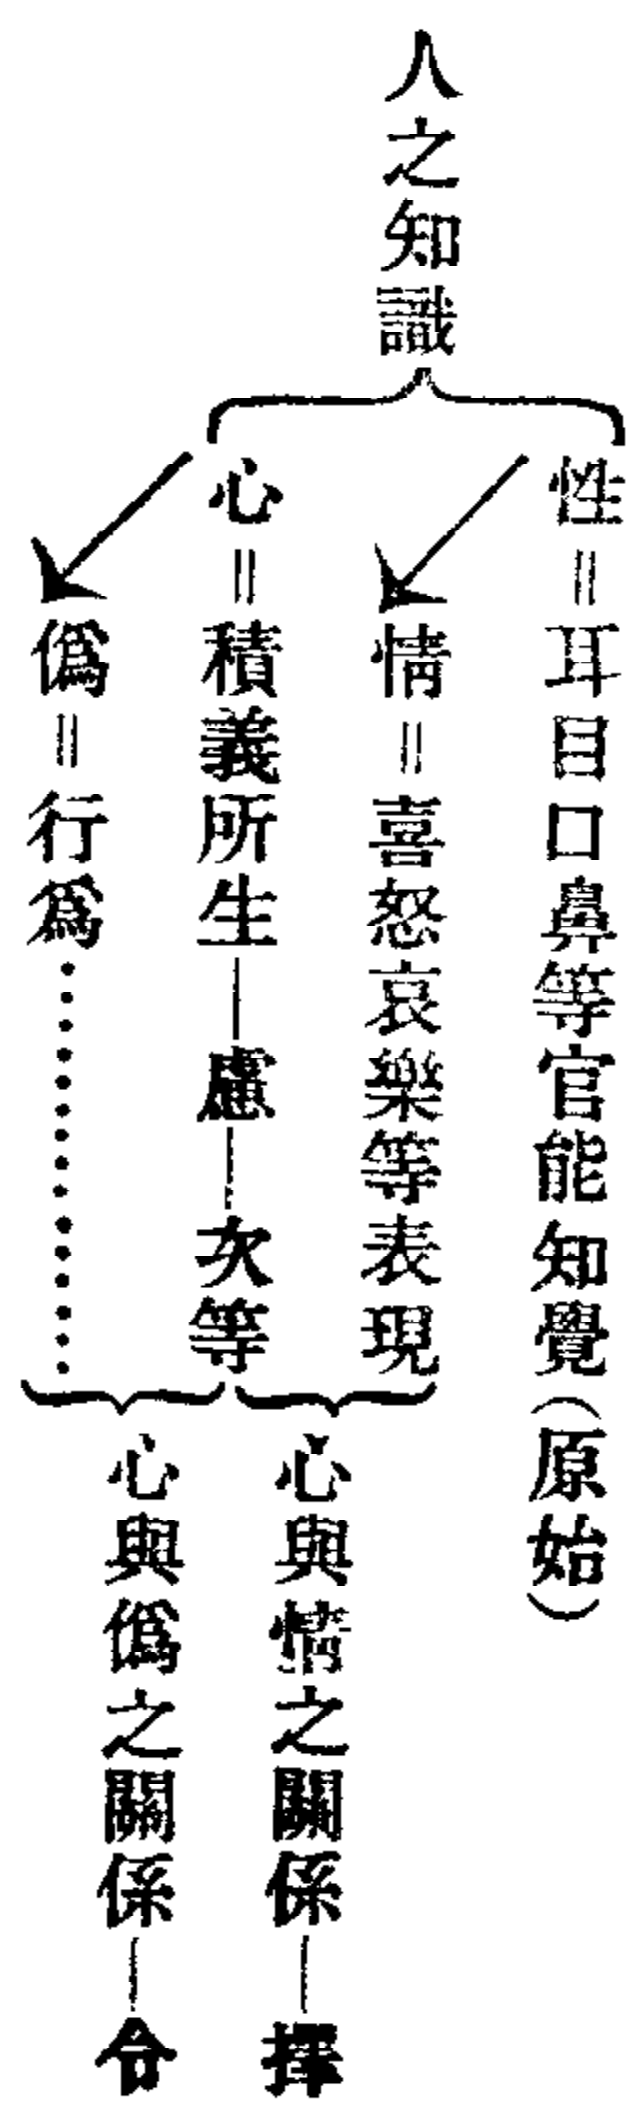 人之知識
性＝耳目口鼻等官能知覺(原始)
情＝喜怒哀樂等表現
心＝積義所生—慮—次等
僞＝行爲……………
心與情之關係—擇
心與僞之關係—令